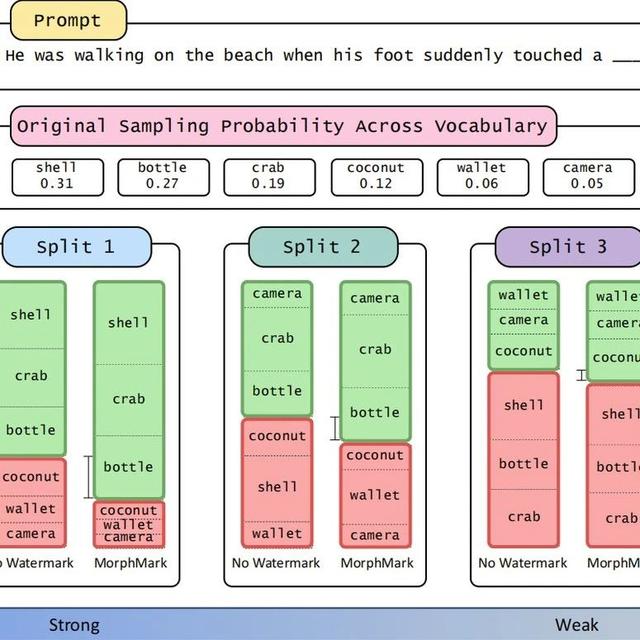 Prompt
He was walking on the beach when his foot suddenly touched a ___
Original Sampling Probability Across Vocabulary
shell bottle crab coconut wallet camera
0.31 0.27 0.19 0.12 0.06 0.05
Split 1
shell
crab
bottle
coconut
wallet
camera
shell
crab
bottle
coconut
wallet
camera
Watermark MorphMark
Split 2
camera
crab
bottle
coconut
shell
wallet
camera
crab
bottle
coconut
wallet
camera
No Watermark MorphMark
Split 3
wallet
camera
coconut
shell
bottle
crab
wallet
camera
coconut
shell
bottle
crab
No Watermark MorphM
Strong Weak